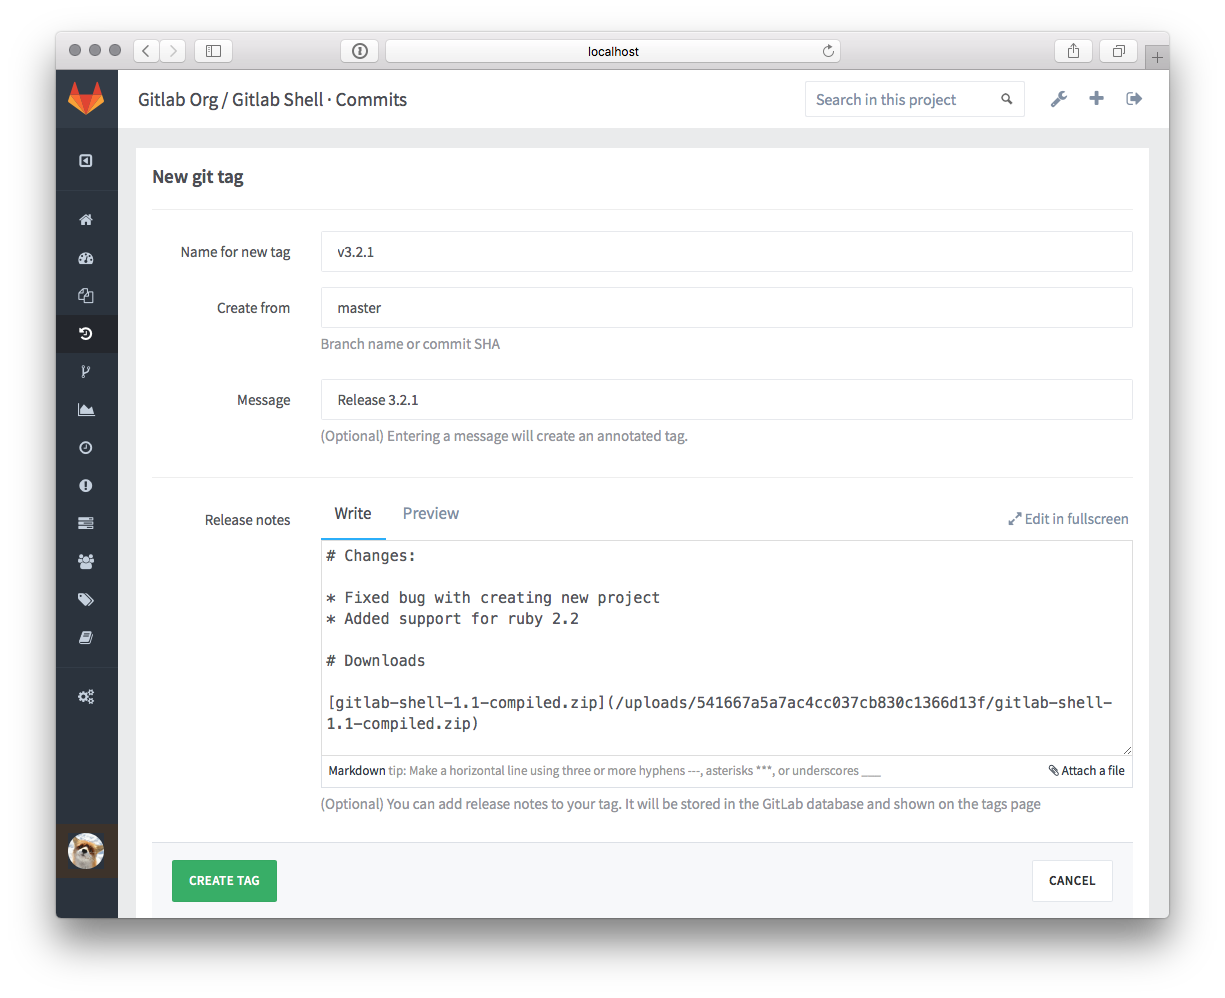 localhost
Gitlab Org / Gitlab Shell · Commits
Search in this project
New git tag
Name for new tag
v3.2.1
Create from
master
Branch name or commit SHA
Message
Release 3.2.1
(Optional) Entering a message will create an annotated tag.
Release notes
Write
Preview
Edit in fullscreen
# Changes:
* Fixed bug with creating new project
* Added support for ruby 2.2
# Downloads
[gitlab-shell-1.1-compiled.zip](/uploads/541667a5a7ac4cc037cb830c1366d13f/gitlab-shell-
1.1-compiled.zip)
Markdown tip: Make a horizontal line using three or more hyphens ---, asterisks ***, or underscores ___
Attach a file
(Optional) You can add release notes to your tag. It will be stored in the GitLab database and shown on the tags page
CREATE TAG
CANCEL